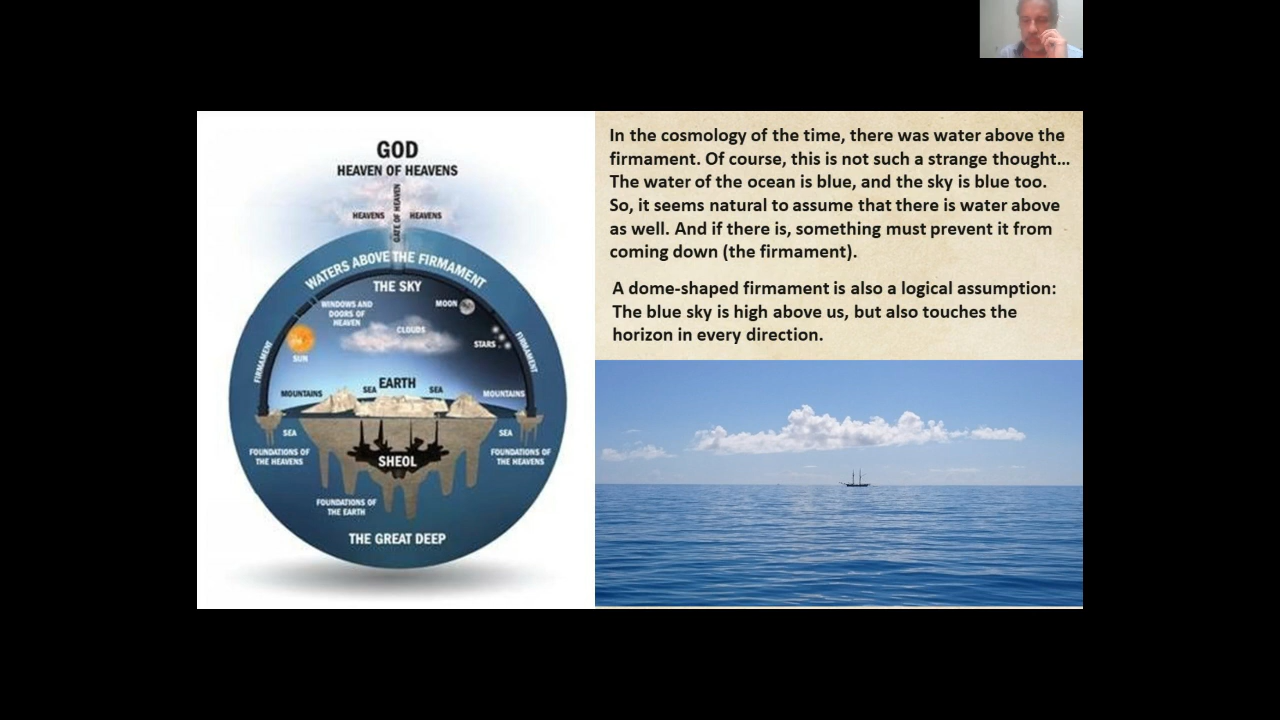 GOD
HEAVEN OF HEAVENS
HEAVENS
GATE OF HEAVEN
HEAVENS
WATERS ABOVE THE FIRMAMENT
THE SKY
WINDOWS AND
DOORS OF
HEAVEN
MOON
CLOUDS
STARS
SUN
FIRMAMENT
FIRMAMENT
EARTH
SEA
SEA
MOUNTAINS
MOUNTAINS
SEA
SEA
FOUNDATIONS OF
THE HEAVENS
FOUNDATIONS OF
THE HEAVENS
SHEOL
FOUNDATIONS OF
THE EARTH
THE GREAT DEEP
In the cosmology of the time, there was water above the
firmament. Of course, this is not such a strange thought...
The water of the ocean is blue, and the sky is blue too.
So, it seems natural to assume that there is water above
as well. And if there is, something must prevent it from
coming down (the firmament).
A dome-shaped firmament is also a logical assumption:
The blue sky is high above us, but also touches the
horizon in every direction.